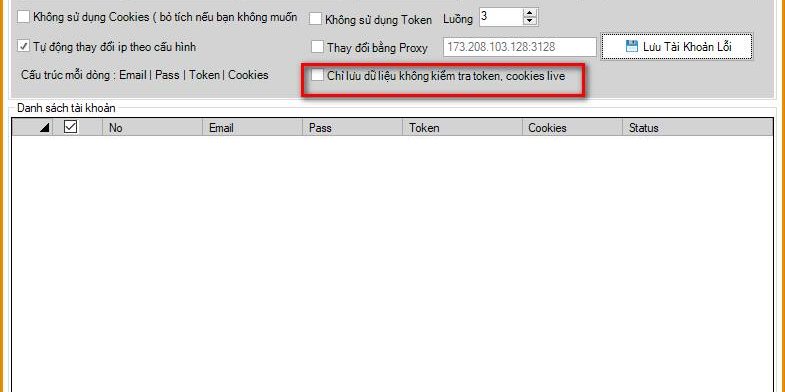 Không sử dụng Cookies ( bỏ tích nếu bạn không muốn Không sử dụng Token Luồng 3
Tự động thay đổi ip theo cấu hình Thay đổi bằng Proxy 173.208.103.128:3128 Lưu Tài Khoản Lỗi
Cấu trúc mỗi dòng : Email | Pass | Token | Cookies Chỉ lưu dữ liệu không kiểm tra token, cookies live
Danh sách tài khoản
No Email Pass Token Cookies Status